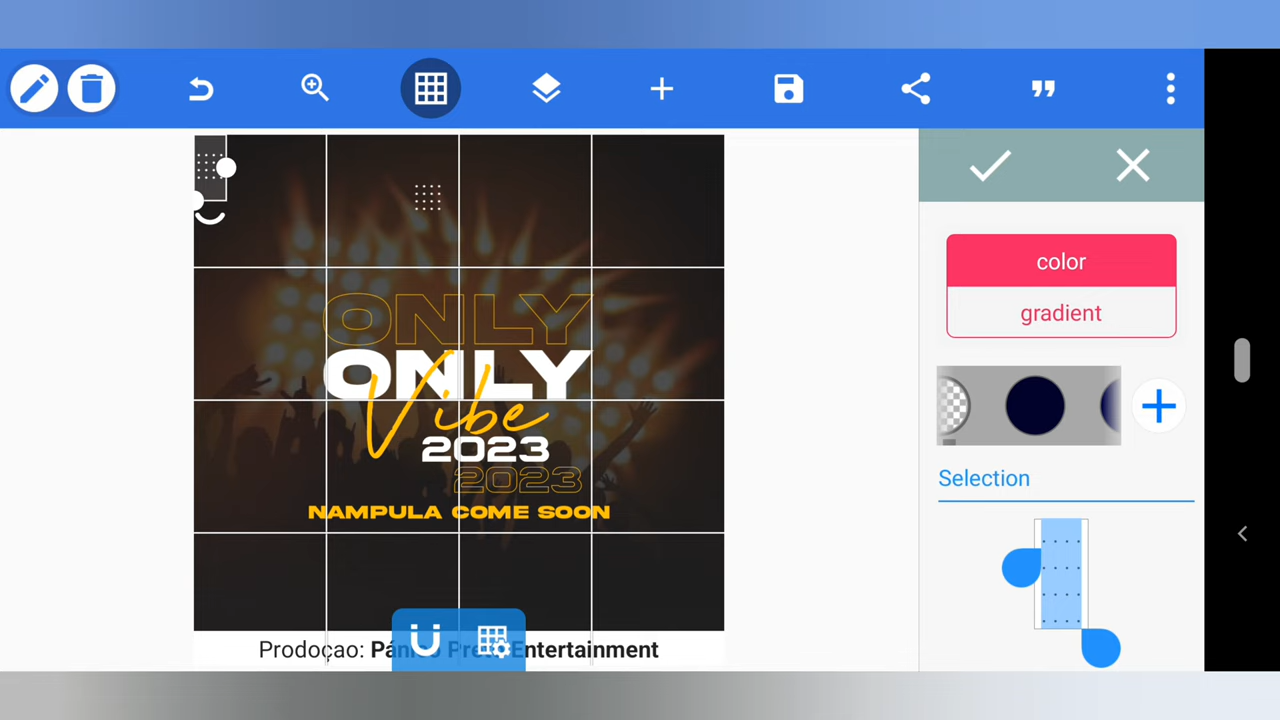 color
gradient
ONLY
ONLY
Vibe
2023
2023
NAMPULA COME SOON
Selection
Prodoçao: Entertainment